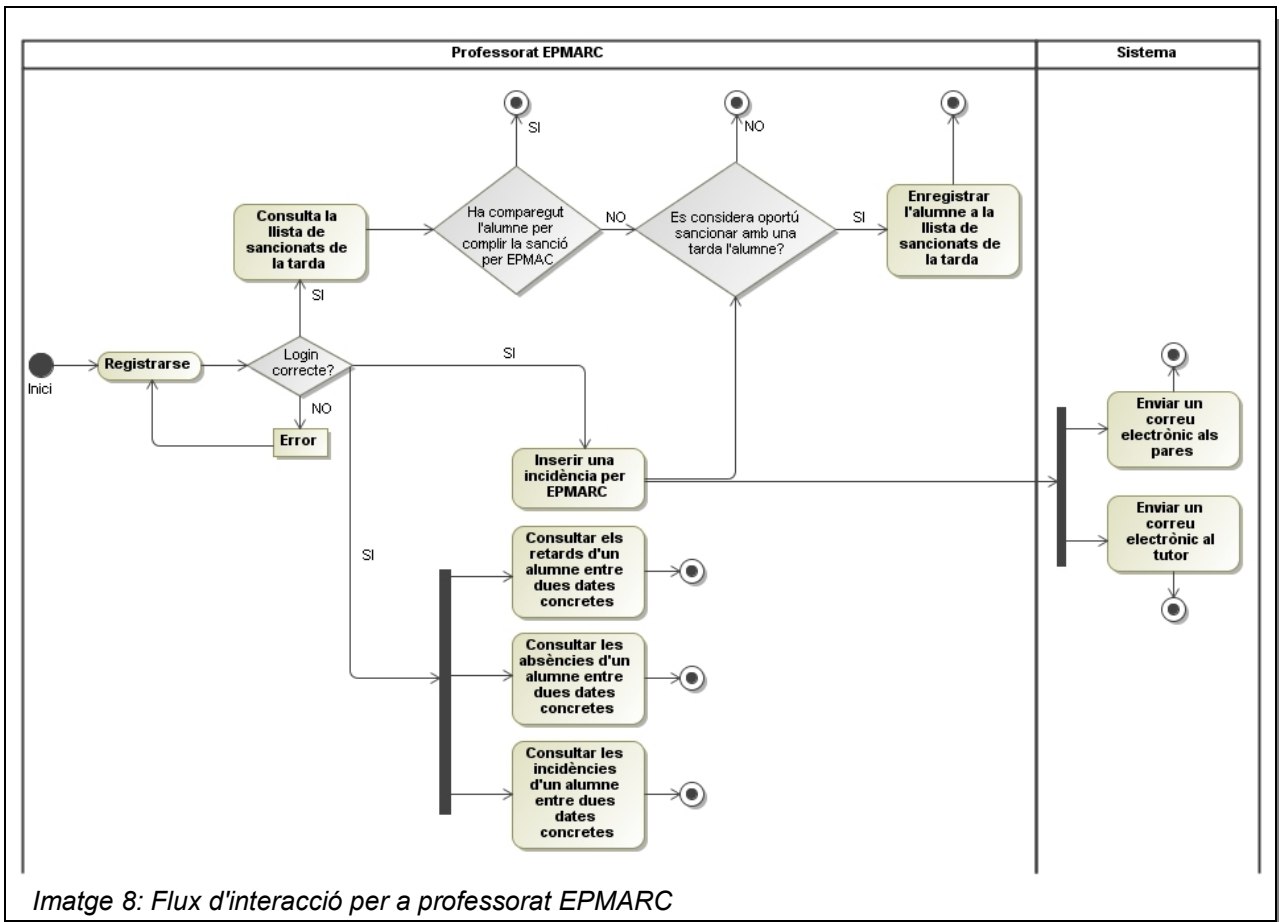 Professorat EPMARC
Sistema
SI
NO
Consulta la
llista de
sancionats de
la tarda
Ha comparegut
l'alumne per
complir la sanció
per EPMAC
NO
Es considera oportú
sancionar amb una
tarda l'alumne?
SI
Enregistrar
l'alumne a la
llista de
sancionats de
la tarda
SI
Inici
Registrarse
Login
correcte?
SI
NO
Error
Inserir una
incidència per
EPMARC
Enviar un
correu
electrònic als
pares
Enviar un
correu
electrònic al
tutor
SI
Consultar els
retards d'un
alumne entre
dues dates
concretes
Consultar les
absències d'un
alumne entre
dues dates
concretes
Consultar les
incidències
d'un alumne
entre dues
dates
concretes
Imatge 8: Flux d'interacció per a professorat EPMARC